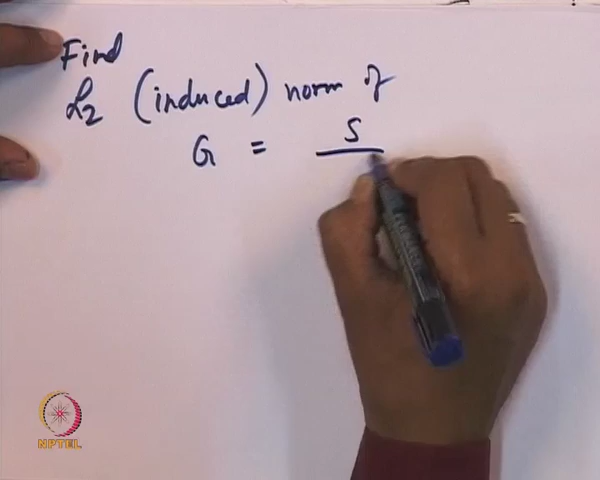 Find
L2 (induced) norm of
G = s
NPTEL